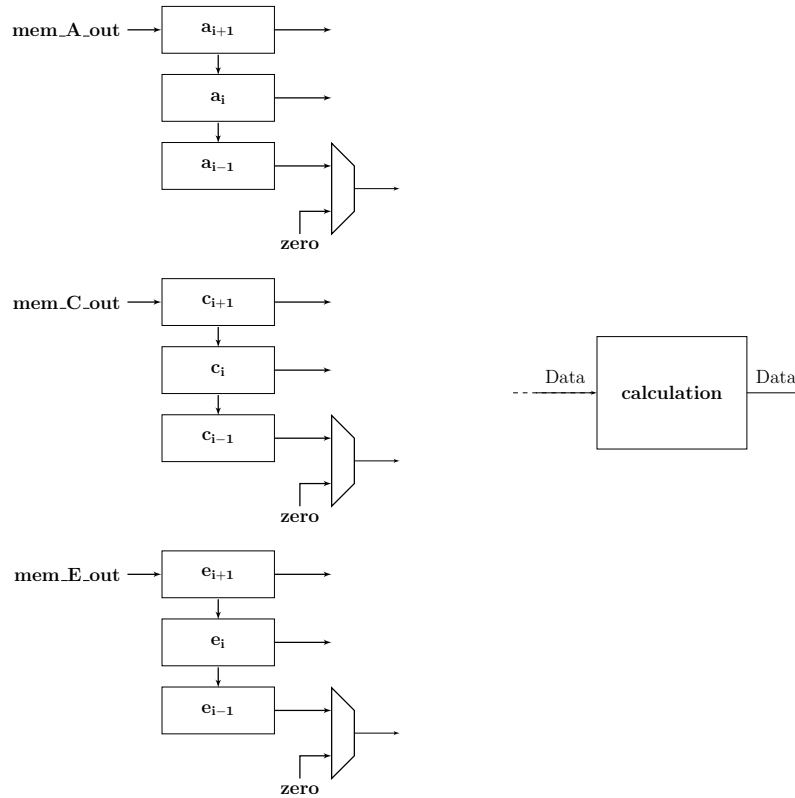 mem_A_out
a_{i+1}
a_i
a_{i−1}
zero
mem_C_out
c_{i+1}
c_i
c_{i−1}
zero
Data
calculation
Data
mem_E_out
e_{i+1}
e_i
e_{i−1}
zero